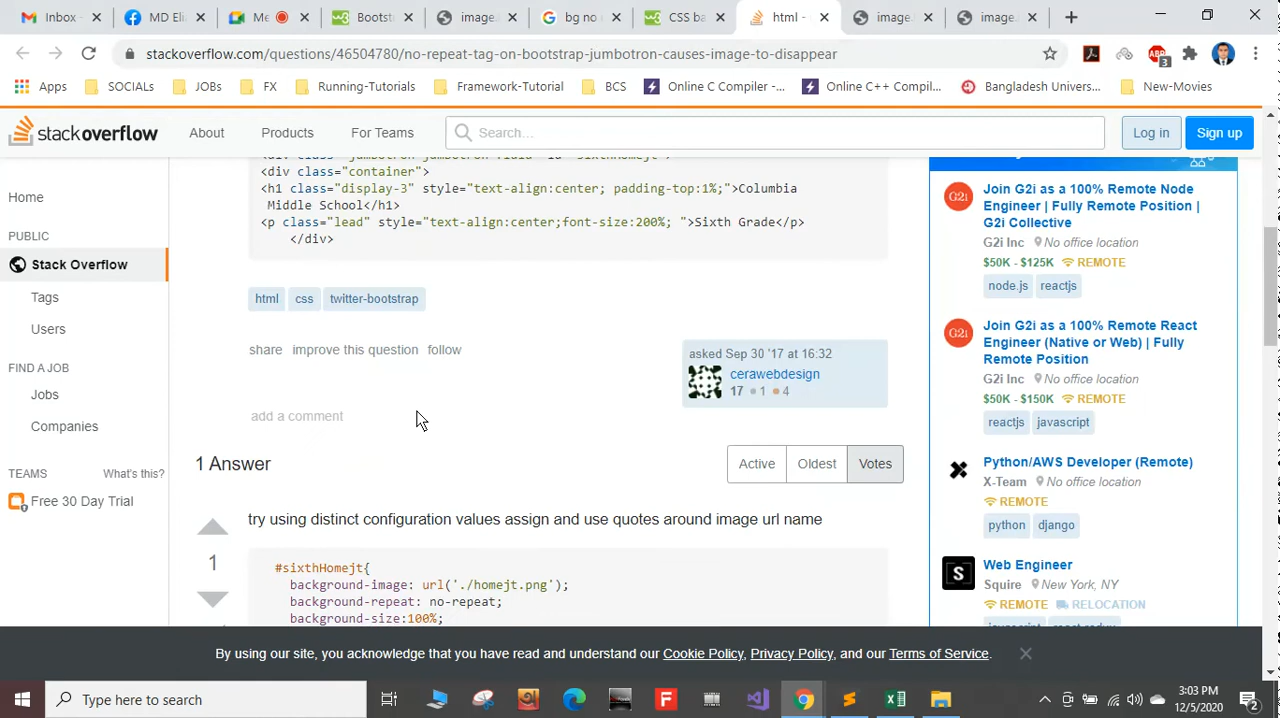 Inbox -
MD Eli
Me
Bootst
image.
bg no r
CSS ba
html -
image.
image.
stackoverflow.com/questions/46504780/no-repeat-tag-on-bootstrap-jumbotron-causes-image-to-disappear
Apps
SOCIALs
JOBs
FX
Running-Tutorials
Framework-Tutorial
BCS
Online C Compiler -...
Online C++ Compil...
Bangladesh Univers...
New-Movies
stackoverflow
About
Products
For Teams
Search...
Log in
Sign up
Home
PUBLIC
Stack Overflow
Tags
Users
FIND A JOB
Jobs
Companies
TEAMS
What's this?
Free 30 Day Trial
<div class="container">
<h1 class="display-3" style="text-align:center; padding-top:1%;">Columbia
Middle School</h1>
<p class="lead" style="text-align:center;font-size:200%; ">Sixth Grade</p>
</div>
html css twitter-bootstrap
share improve this question follow
asked Sep 30 '17 at 16:32
cerawebdesign
17 1 4
add a comment
1 Answer
Active
Oldest
Votes
1
try using distinct configuration values assign and use quotes around image url name
#sixthHomejt{
background-image: url('./homejt.png');
background-repeat: no-repeat;
background-size:100%;
Join G2i as a 100% Remote Node
Engineer | Fully Remote Position |
G2i Collective
G2i Inc No office location
$50K - $125K REMOTE
node.js reactjs
Join G2i as a 100% Remote React
Engineer (Native or Web) | Fully
Remote Position
G2i Inc No office location
$50K - $150K REMOTE
reactjs javascript
Python/AWS Developer (Remote)
X-Team No office location
REMOTE
python django
Web Engineer
Squire New York, NY
REMOTE RELOCATION
By using our site, you acknowledge that you have read and understand our Cookie Policy, Privacy Policy, and our Terms of Service.
Type here to search
3:03 PM
12/5/2020